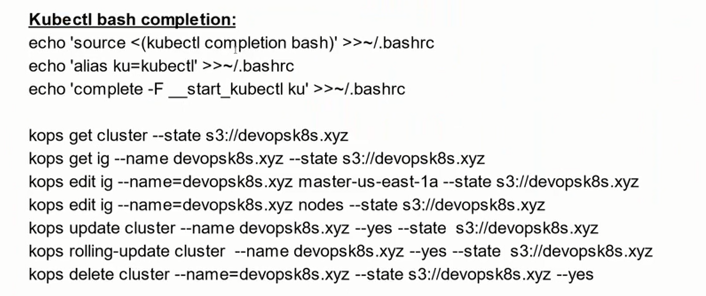 Kubectl bash completion:
echo 'source <(kubectl completion bash)' >>~/.bashrc
echo 'alias ku=kubectl' >>~/.bashrc
echo 'complete -F __start_kubectl ku' >>~/.bashrc
kops get cluster --state s3://devopsk8s.xyz
kops get ig --name devopsk8s.xyz --state s3://devopsk8s.xyz
kops edit ig --name=devopsk8s.xyz master-us-east-1a --state s3://devopsk8s.xyz
kops edit ig --name=devopsk8s.xyz nodes --state s3://devopsk8s.xyz
kops update cluster --name devopsk8s.xyz --yes --state  s3://devopsk8s.xyz
kops rolling-update cluster  --name devopsk8s.xyz --yes --state  s3://devopsk8s.xyz
kops delete cluster --name=devopsk8s.xyz --state s3://devopsk8s.xyz --yes